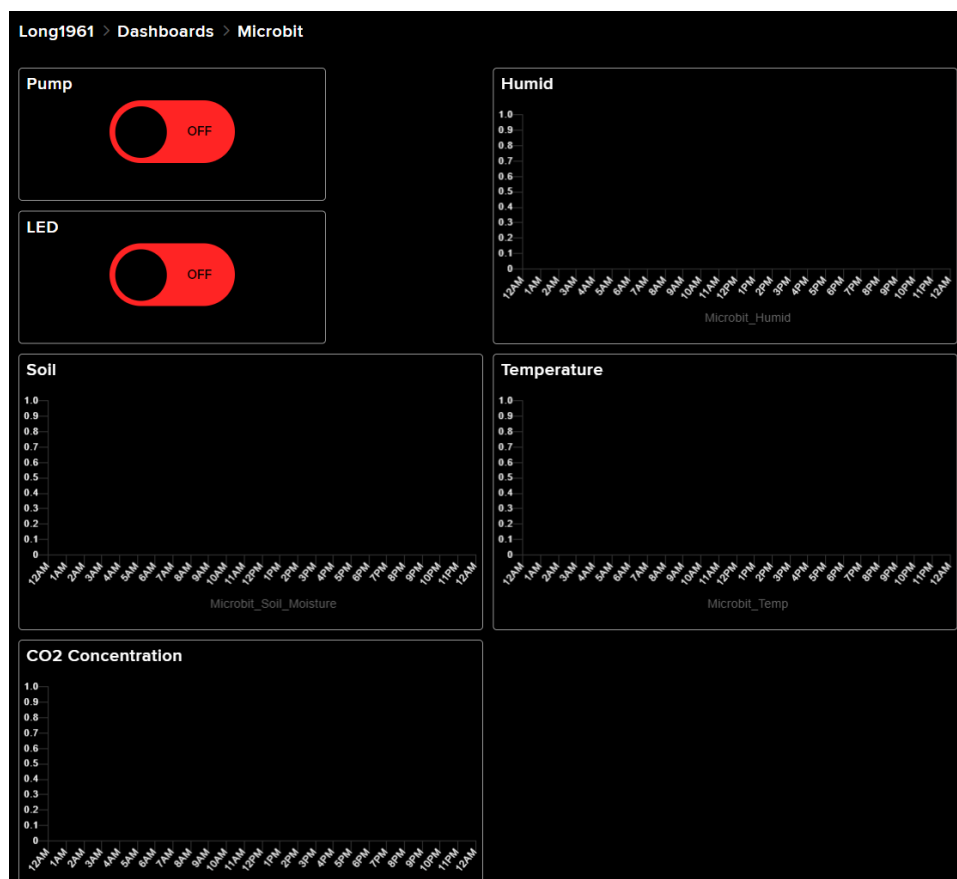 Long1961 > Dashboards > Microbit
Pump
OFF
LED
OFF
Humid
1.0
0.9
0.8
0.7
0.6
0.5
0.4
0.3
0.2
0.1
0
12AM 1AM 2AM 3AM 4AM 5AM 6AM 7AM 8AM 9AM 10AM 11AM 12PM 1PM 2PM 3PM 4PM 5PM 6PM 7PM 8PM 9PM 10PM 11PM 12AM
Microbit_Humid
Soil
1.0
0.9
0.8
0.7
0.6
0.5
0.4
0.3
0.2
0.1
0
12AM 1AM 2AM 3AM 4AM 5AM 6AM 7AM 8AM 9AM 10AM 11AM 12PM 1PM 2PM 3PM 4PM 5PM 6PM 7PM 8PM 9PM 10PM 11PM 12AM
Microbit_Soil_Moisture
Temperature
1.0
0.9
0.8
0.7
0.6
0.5
0.4
0.3
0.2
0.1
0
12AM 1AM 2AM 3AM 4AM 5AM 6AM 7AM 8AM 9AM 10AM 11AM 12PM 1PM 2PM 3PM 4PM 5PM 6PM 7PM 8PM 9PM 10PM 11PM 12AM
Microbit_Temp
CO2 Concentration
1.0
0.9
0.8
0.7
0.6
0.5
0.4
0.3
0.2
0.1
0
12AM 1AM 2AM 3AM 4AM 5AM 6AM 7AM 8AM 9AM 10AM 11AM 12PM 1PM 2PM 3PM 4PM 5PM 6PM 7PM 8PM 9PM 10PM 11PM 12AM